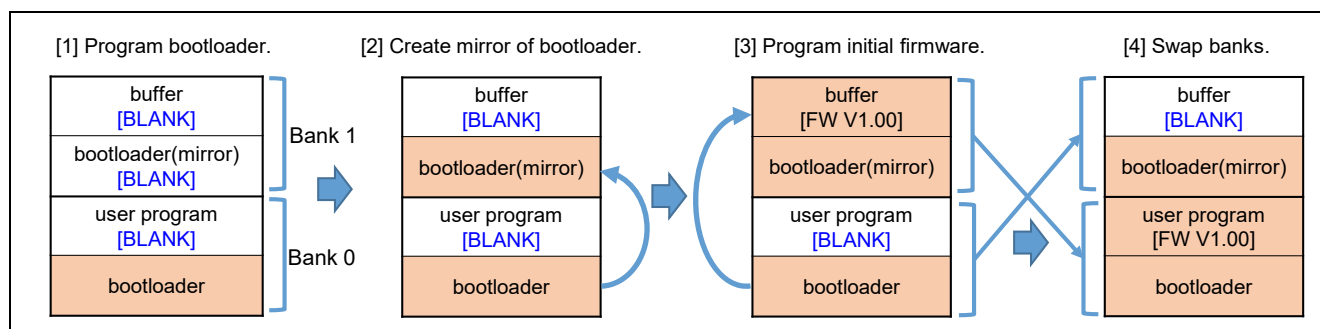 [1] Program bootloader.
buffer
[BLANK]
bootloader(mirror)
[BLANK]
user program
[BLANK]
bootloader
Bank 1
Bank 0
[2] Create mirror of bootloader.
buffer
[BLANK]
bootloader(mirror)
user program
[BLANK]
bootloader
[3] Program initial firmware.
buffer
[FW V1.00]
bootloader(mirror)
user program
[BLANK]
bootloader
[4] Swap banks.
buffer
[BLANK]
bootloader(mirror)
user program
[FW V1.00]
bootloader